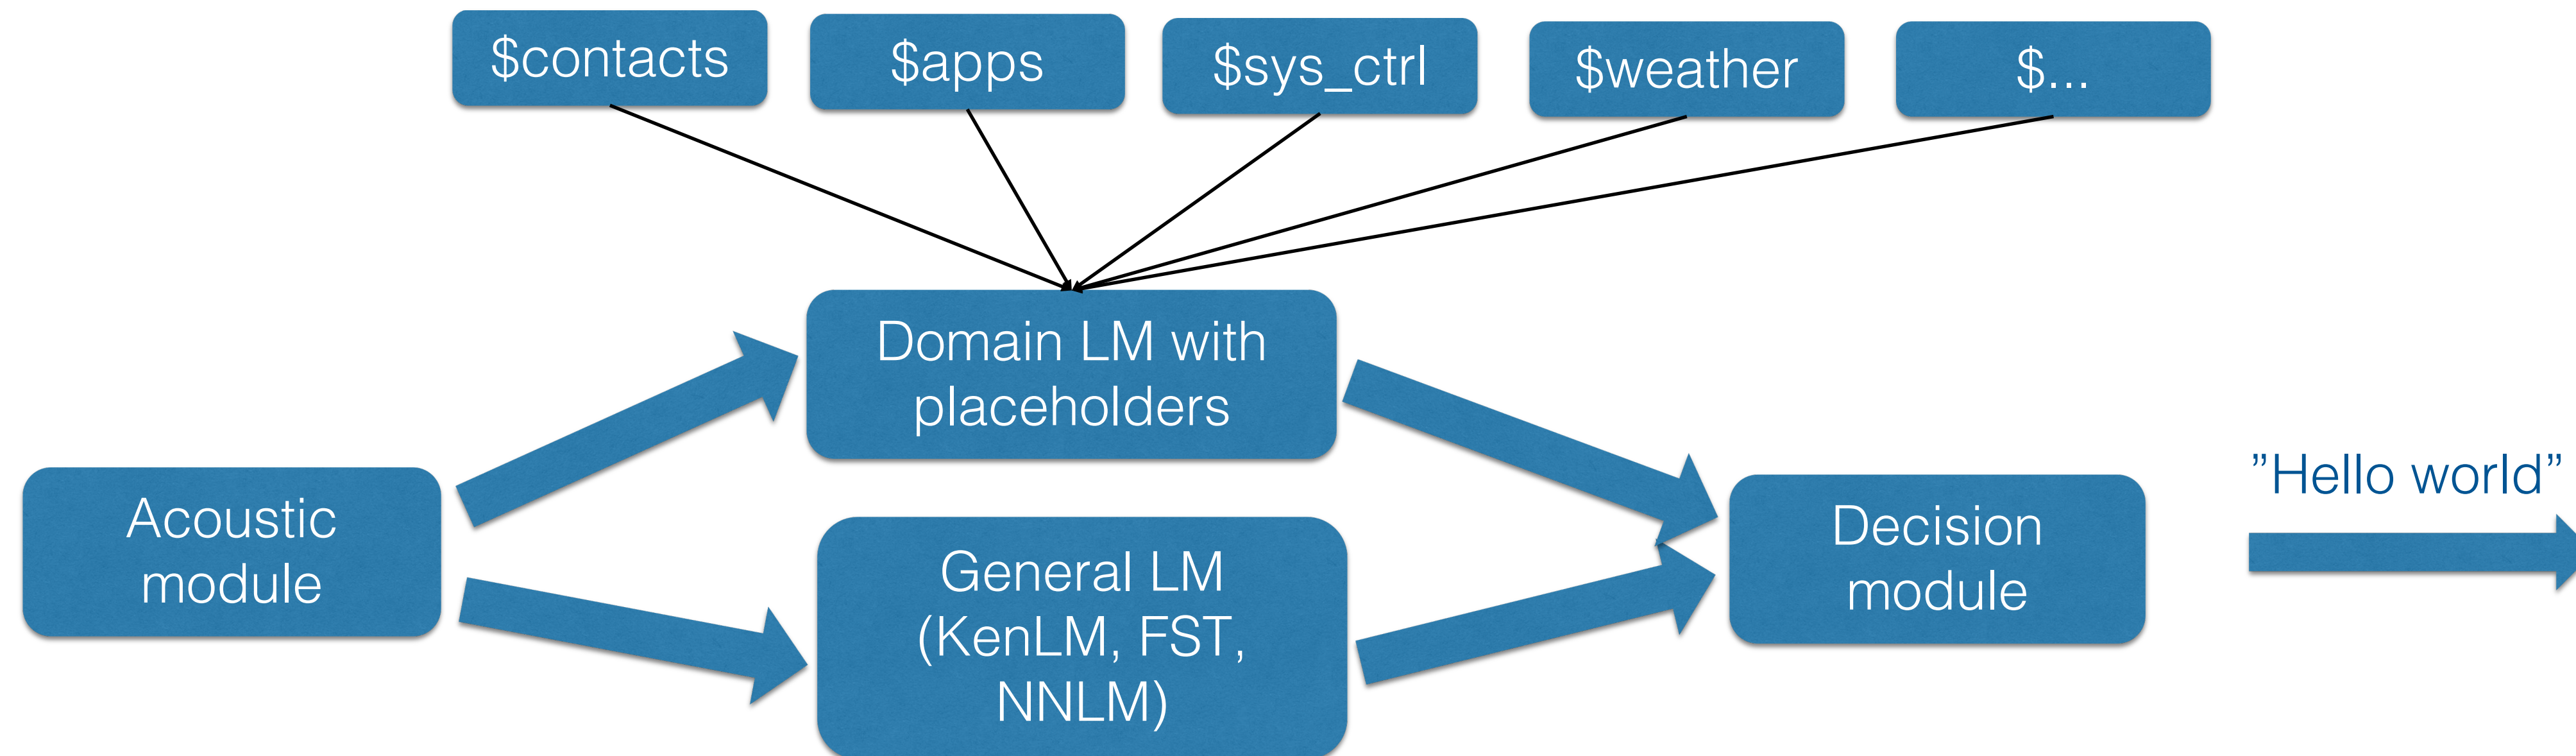 $contacts
$apps
$sys_ctrl
$weather
$...
Domain LM with
placeholders
Acoustic
module
General LM
(KenLM, FST,
NNLM)
Decision
module
”Hello world”